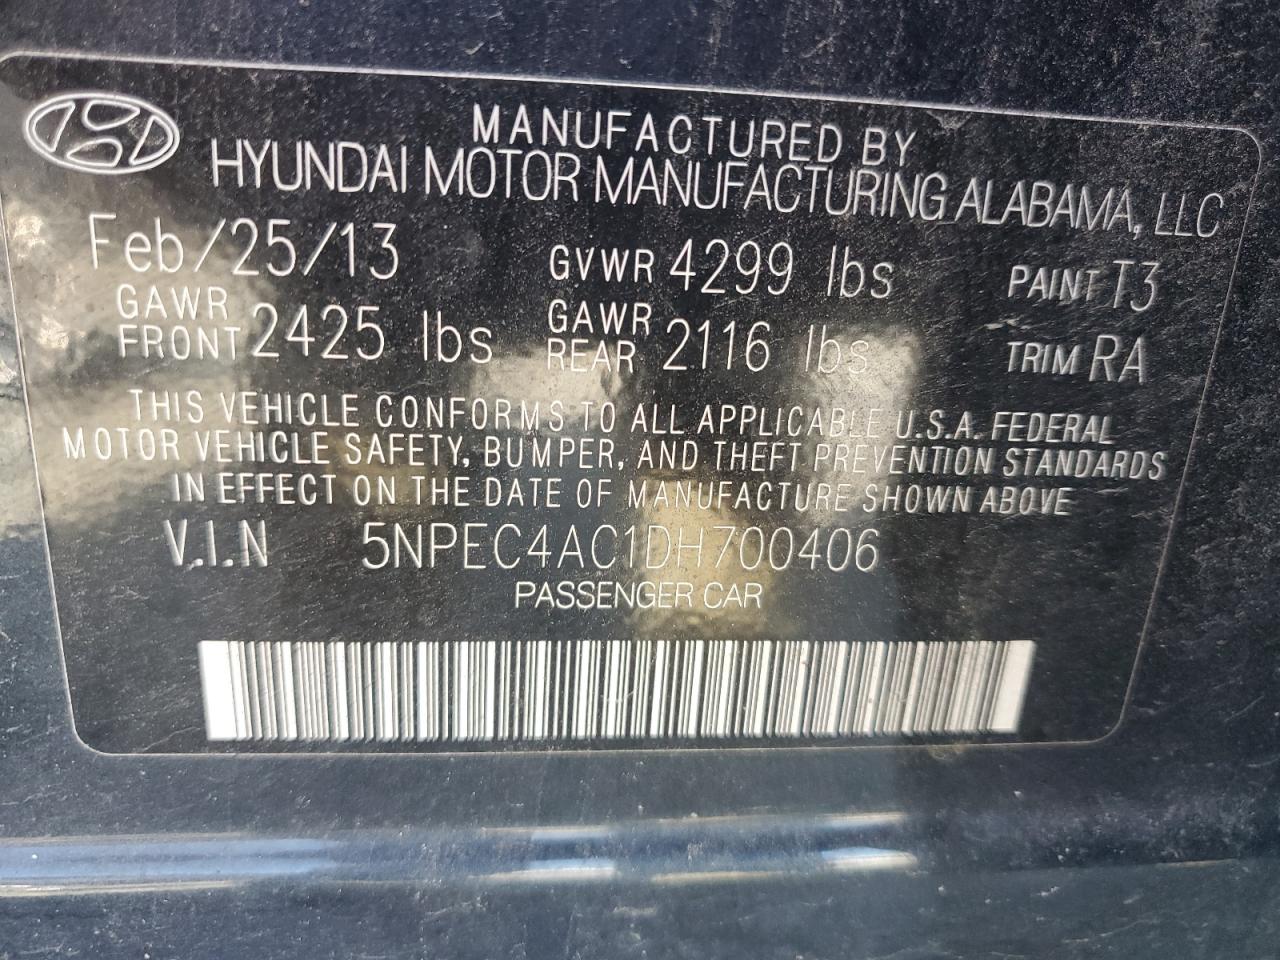 MANUFACTURED BY
HYUNDAI MOTOR MANUFACTURING ALABAMA, LLC
Feb/25/13 GVWR 4299 lbs PAINT T3
GAWR FRONT 2425 lbs GAWR REAR 2116 lbs TRIM RA
THIS VEHICLE CONFORMS TO ALL APPLICABLE U.S.A. FEDERAL
MOTOR VEHICLE SAFETY, BUMPER, AND THEFT PREVENTION STANDARDS
IN EFFECT ON THE DATE OF MANUFACTURE SHOWN ABOVE
V.I.N 5NPEC4AC1DH700406
PASSENGER CAR